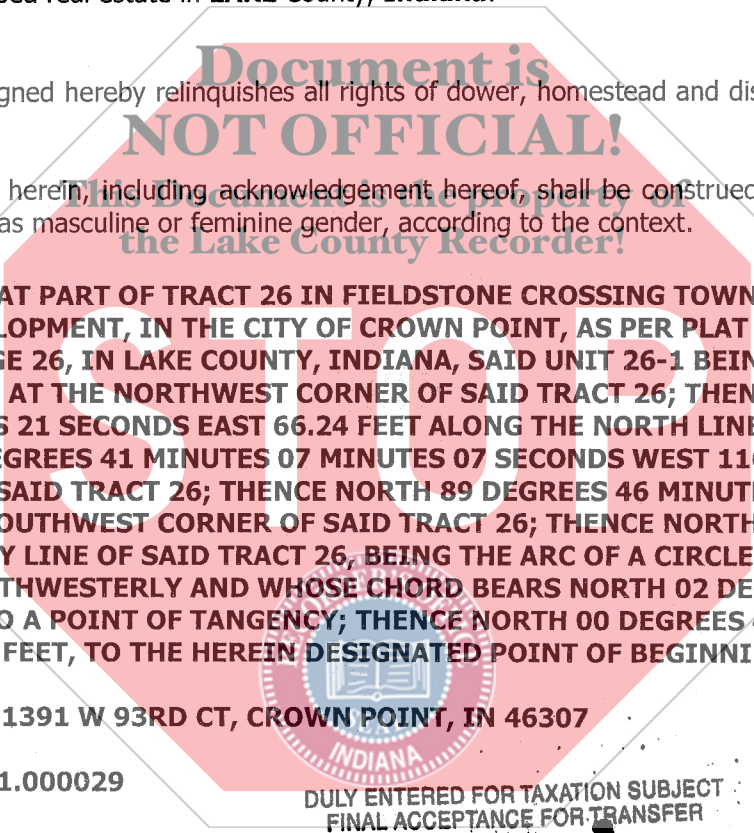 real estate in LAKE County, Indiana.
Document is
gned hereby relinquishes all rights of dower, homestead and dis
NOT OFFICIAL!
herein, including acknowledgement hereof, shall be construed
This Document is the property of
as masculine or feminine gender, according to the context.
the Lake County Recorder!
AT PART OF TRACT 26 IN FIELDSTONE CROSSING TOWN
LOPMENT, IN THE CITY OF CROWN POINT, AS PER PLAT
GE 26, IN LAKE COUNTY, INDIANA, SAID UNIT 26-1 BEIN
AT THE NORTHWEST CORNER OF SAID TRACT 26; THEN
S 21 SECONDS EAST 66.24 FEET ALONG THE NORTH LINE
STOP
EGREES 41 MINUTES 07 MINUTES 07 SECONDS WEST 11
SAID TRACT 26; THENCE NORTH 89 DEGREES 46 MINUT
OUTHWEST CORNER OF SAID TRACT 26; THENCE NORTH
Y LINE OF SAID TRACT 26, BEING THE ARC OF A CIRCLE
THWESTERLY AND WHOSE CHORD BEARS NORTH 02 DE
O A POINT OF TANGENCY; THENCE NORTH 00 DEGREES
FEET, TO THE HEREIN DESIGNATED POINT OF BEGINNI
1391 W 93RD CT, CROWN POINT, IN 46307
INDIANA
1.000029
DULY ENTERED FOR TAXATION SUBJECT
FINAL ACCEPTANCE FOR TRANSFER